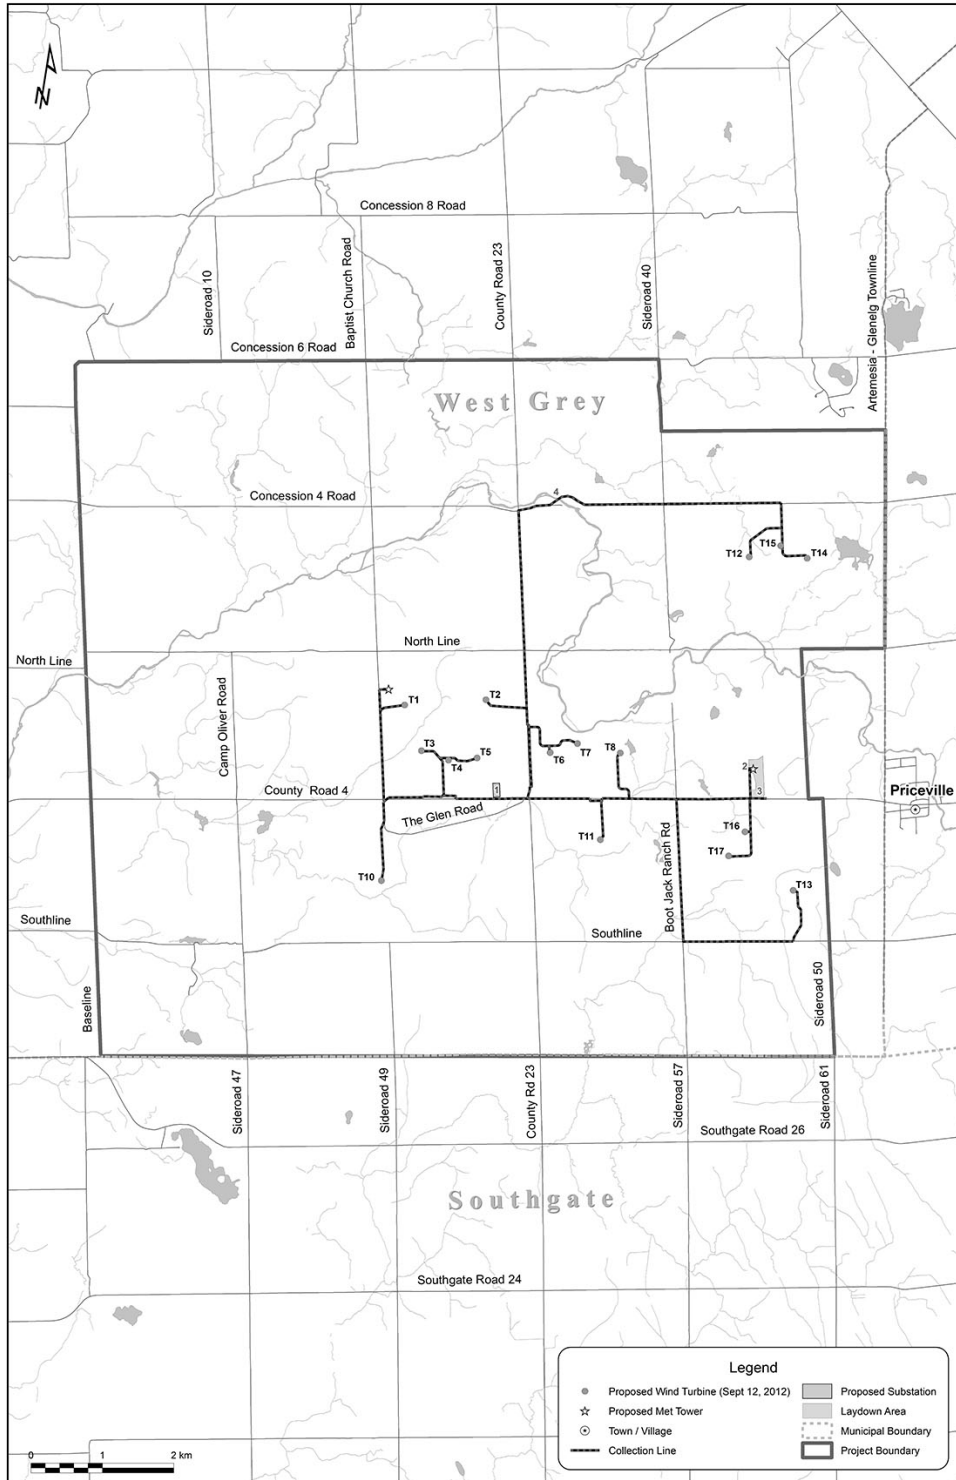 N
Concession 8 Road
Sideroad 10
Baptist Church Road
County Road 23
Sideroad 40
Artemesia - Glenelg Townline
Concession 6 Road
West Grey
Concession 4 Road
4
T12
T15
T14
North Line
North Line
Camp Oliver Road
T1
T2
T3
T4
T5
T6
T7
T8
2
3
County Road 4
1
The Glen Road
Priceville
T11
T16
T17
Boot Jack Ranch Rd
T10
T13
Southline
Southline
Baseline
Sideroad 50
Sideroad 47
Sideroad 49
County Rd 23
Sideroad 57
Sideroad 61
Southgate Road 26
Southgate
Southgate Road 24
Legend
Proposed Wind Turbine (Sept 12, 2012)
Proposed Met Tower
Town / Village
Collection Line
Proposed Substation
Laydown Area
Municipal Boundary
Project Boundary
0 1 2 km